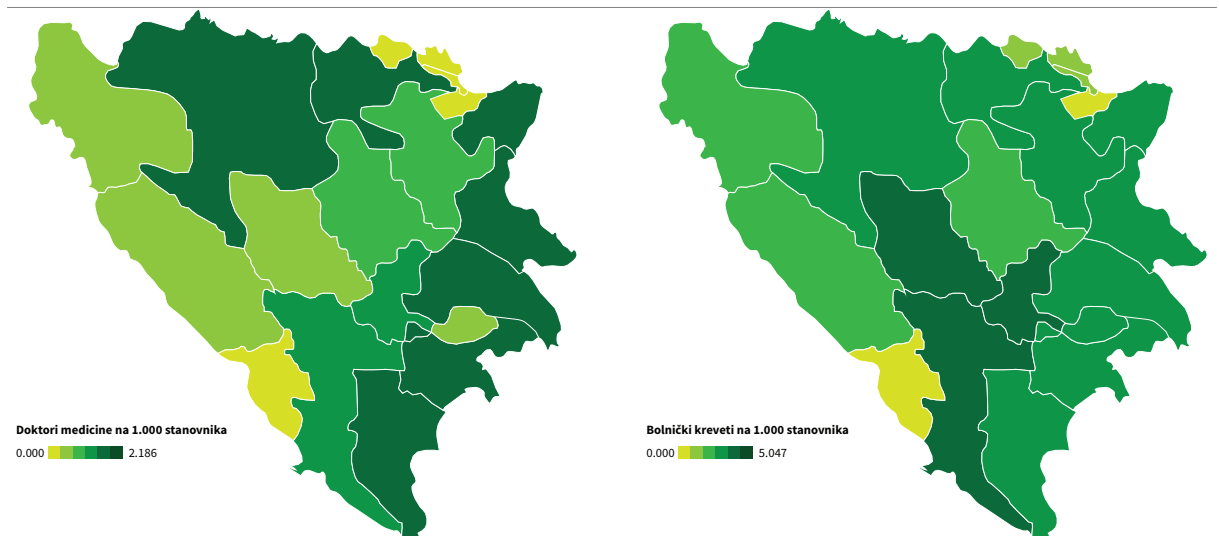 Doktori medicine na 1.000 stanovnika
0.000 2.186
Bolnički kreveti na 1.000 stanovnika
0.000 5.047